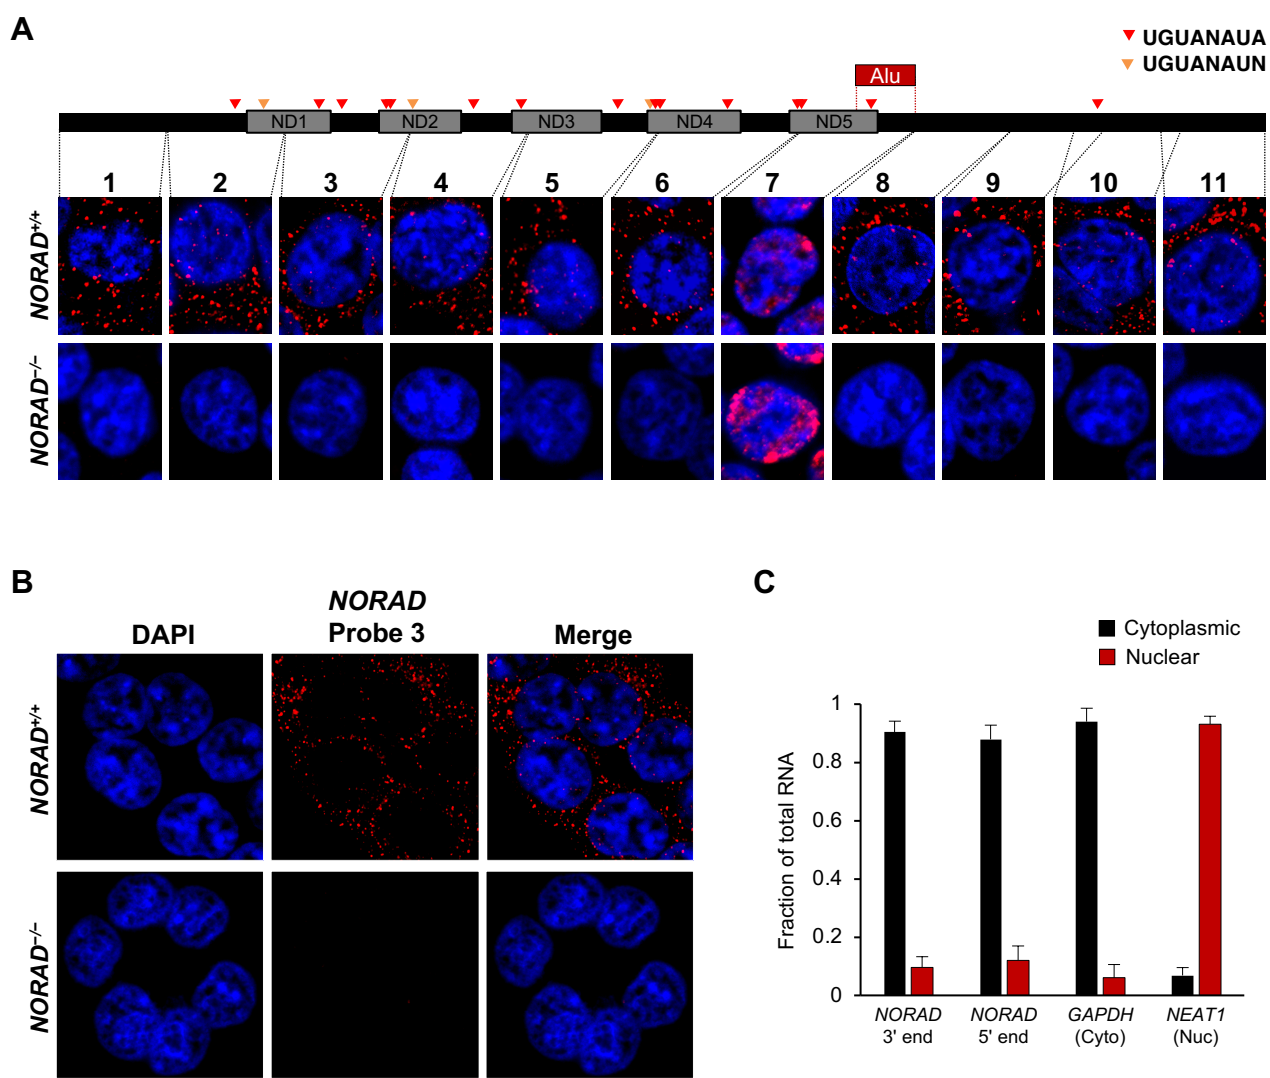 A
UGUANAUA
UGUANAUN
Alu
ND1 ND2 ND3 ND4 ND5
1 2 3 4 5 6 7 8 9 10 11
NORAD+/+
NORAD–/–
B
NORAD
DAPI Probe 3 Merge
NORAD+/+
NORAD–/–
C
Cytoplasmic
Nuclear
Fraction of total RNA
1
0.8
0.6
0.4
0.2
0
NORAD NORAD GAPDH NEAT1
3' end 5' end (Cyto) (Nuc)